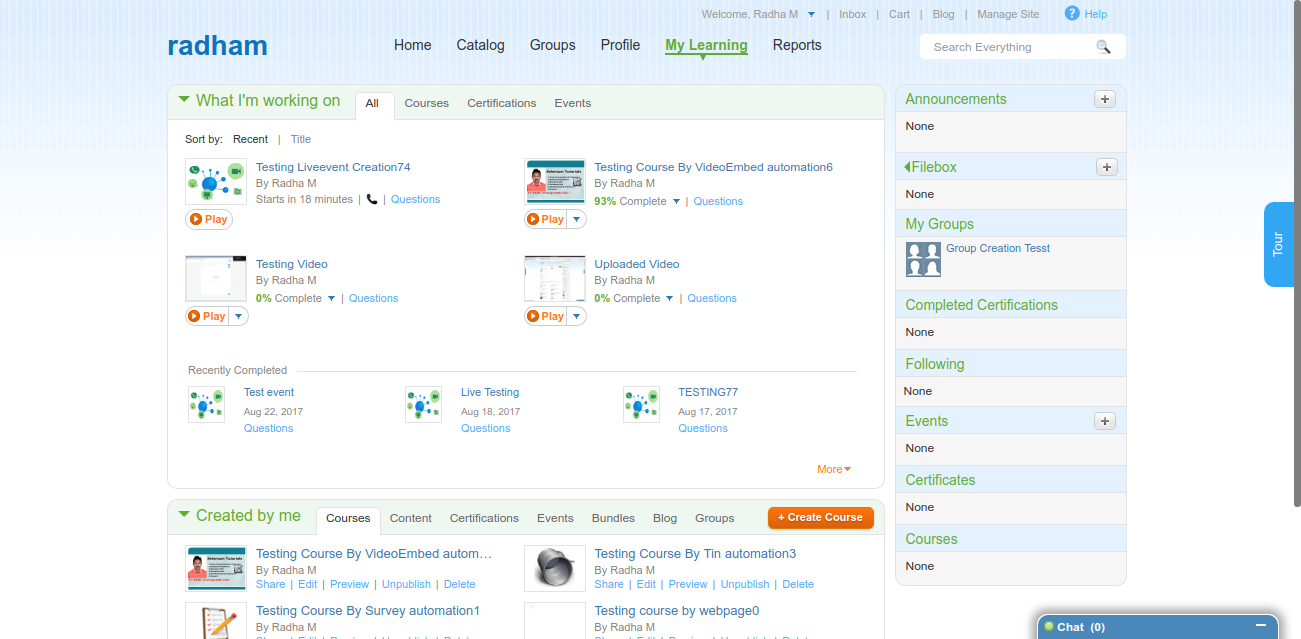 Welcome, Radha M | Inbox | Cart | Blog | Manage Site ? Help
radham
Home Catalog Groups Profile My Learning Reports
Search Everything
What I'm working on All Courses Certifications Events
Sort by: Recent | Title
Testing Liveevent Creation74
By Radha M
Starts in 18 minutes | | Questions
Play
Testing Course By VideoEmbed automation6
By Radha M
93% Complete | Questions
Play
Testing Video
By Radha M
0% Complete | Questions
Play
Uploaded Video
By Radha M
0% Complete | Questions
Play
Recently Completed
Test event
Aug 22, 2017
Questions
Live Testing
Aug 18, 2017
Questions
TESTING77
Aug 17, 2017
Questions
More
Created by me Courses Content Certifications Events Bundles Blog Groups + Create Course
Selenium Tutorials
Testing Course By VideoEmbed autom…
By Radha M
Share | Edit | Preview | Unpublish | Delete
Testing Course By Tin automation3
By Radha M
Share | Edit | Preview | Unpublish | Delete
Testing Course By Survey automation1
By Radha M
Testing course by webpage0
By Radha M
Announcements +
None
Filebox +
None
My Groups
Group Creation Tesst
Completed Certifications
None
Following
None
Events +
None
Certificates
None
Courses
None
Tour
Chat (0)